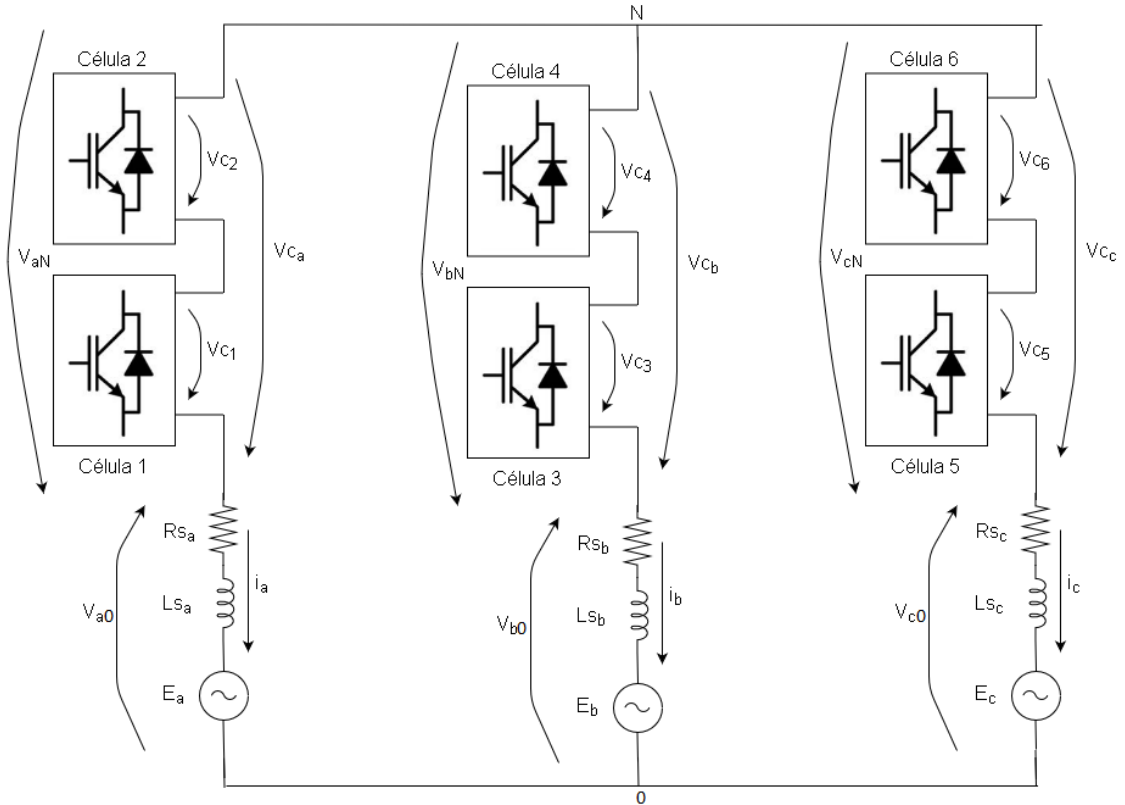 N
Célula 2
Célula 4
Célula 6
Vc2
Vc4
Vc6
VaN
Vca
VbN
Vcb
VcN
Vcc
Vc1
Vc3
Vc5
Célula 1
Célula 3
Célula 5
Rsa
Rsb
Rsc
ia
ib
ic
Va0
Lsa
Vb0
Lsb
Vc0
Lsc
Ea
Eb
Ec
0